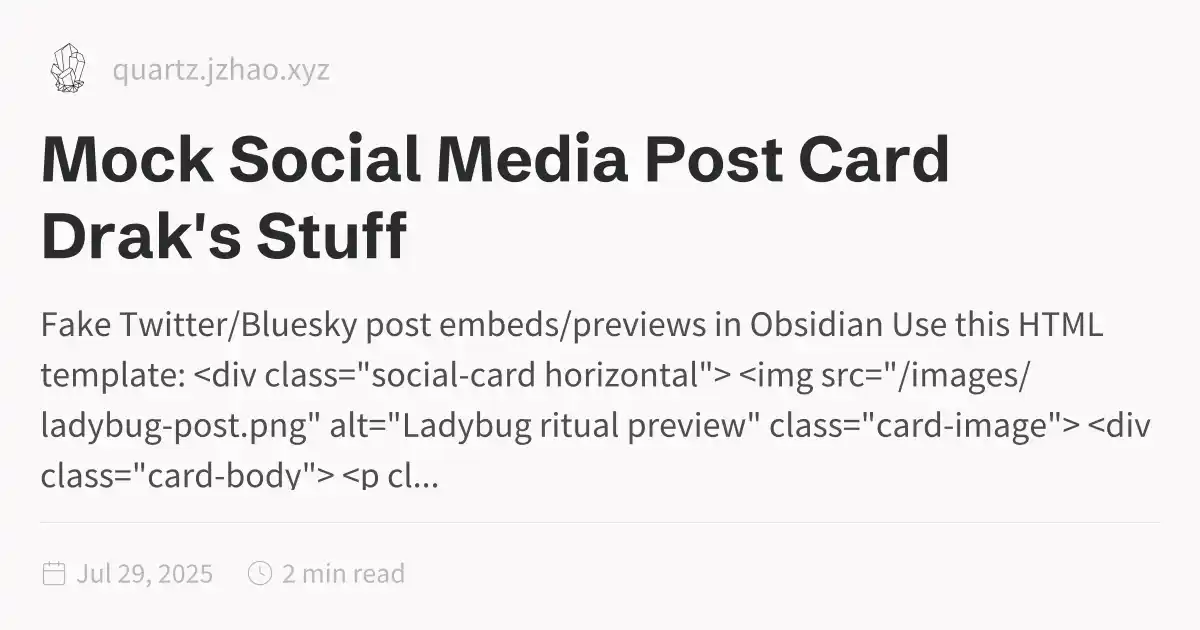 quartz.jzhao.xyz
Mock Social Media Post Card
Drak's Stuff
Fake Twitter/Bluesky post embeds/previews in Obsidian Use this HTML
template: <div class="social-card horizontal"> <img src="/images/
ladybug-post.png" alt="Ladybug ritual preview" class="card-image"> <div
class="card-body"> <p cl...
Jul 29, 2025 2 min read